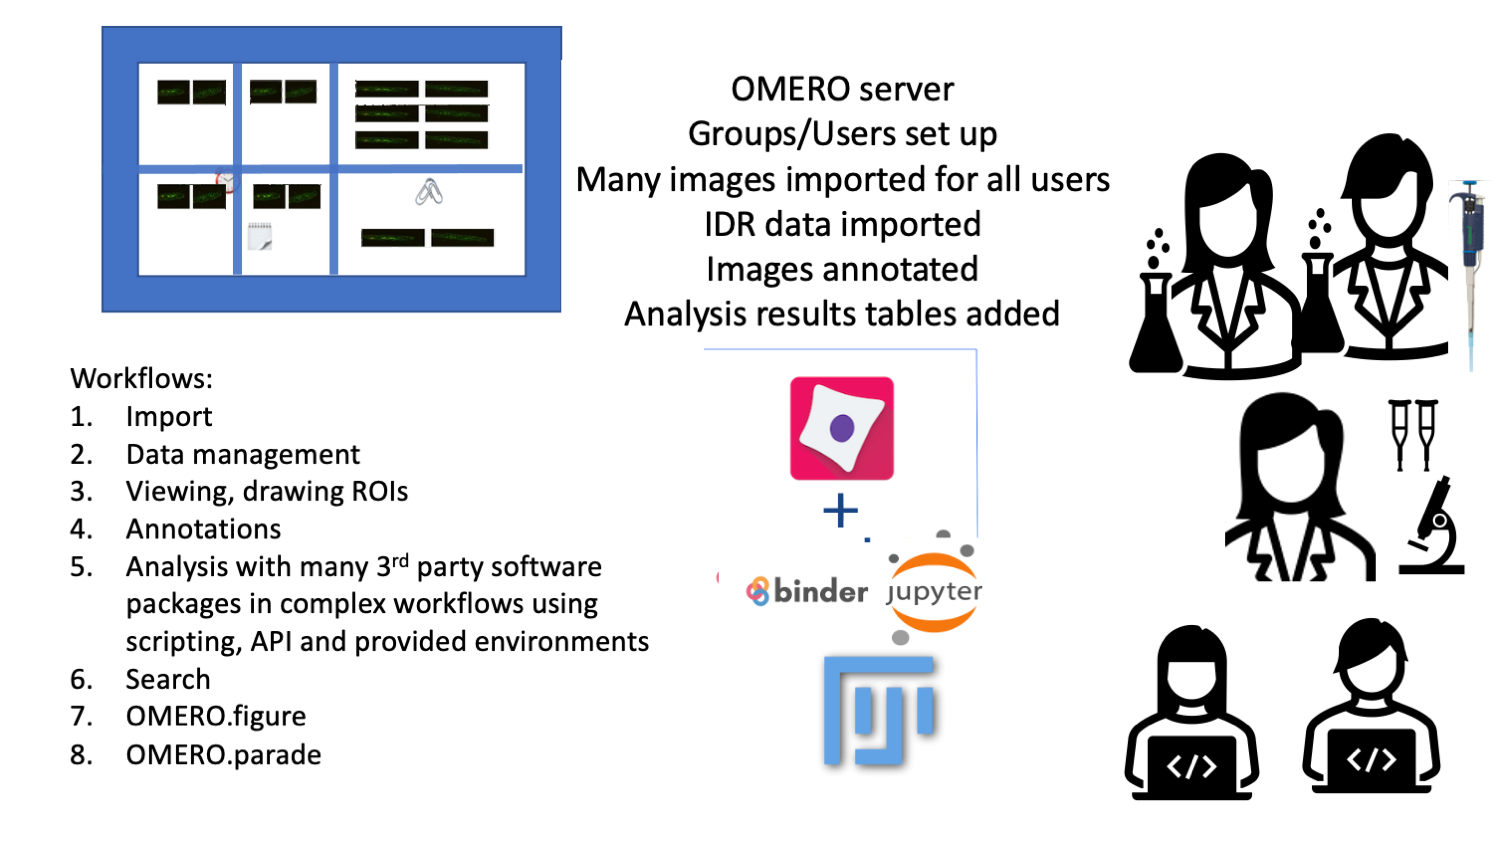 OMERO server
Groups/Users set up
Many images imported for all users
IDR data imported
Images annotated
Analysis results tables added
Workflows:
1. Import
2. Data management
3. Viewing, drawing ROIs
4. Annotations
5. Analysis with many 3rd party software
packages in complex workflows using
scripting, API and provided environments
6. Search
7. OMERO.figure
8. OMERO.parade
+
binder
jupyter
</>
</>